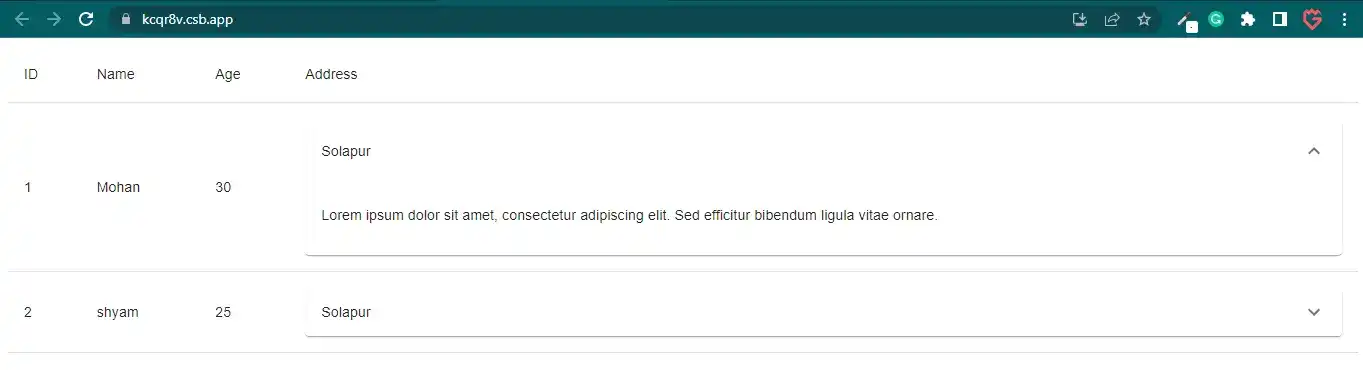 kcqr8v.csb.app
ID Name Age Address
Solapur
1 Mohan 30
Lorem ipsum dolor sit amet, consectetur adipiscing elit. Sed efficitur bibendum ligula vitae ornare.
2 shyam 25 Solapur